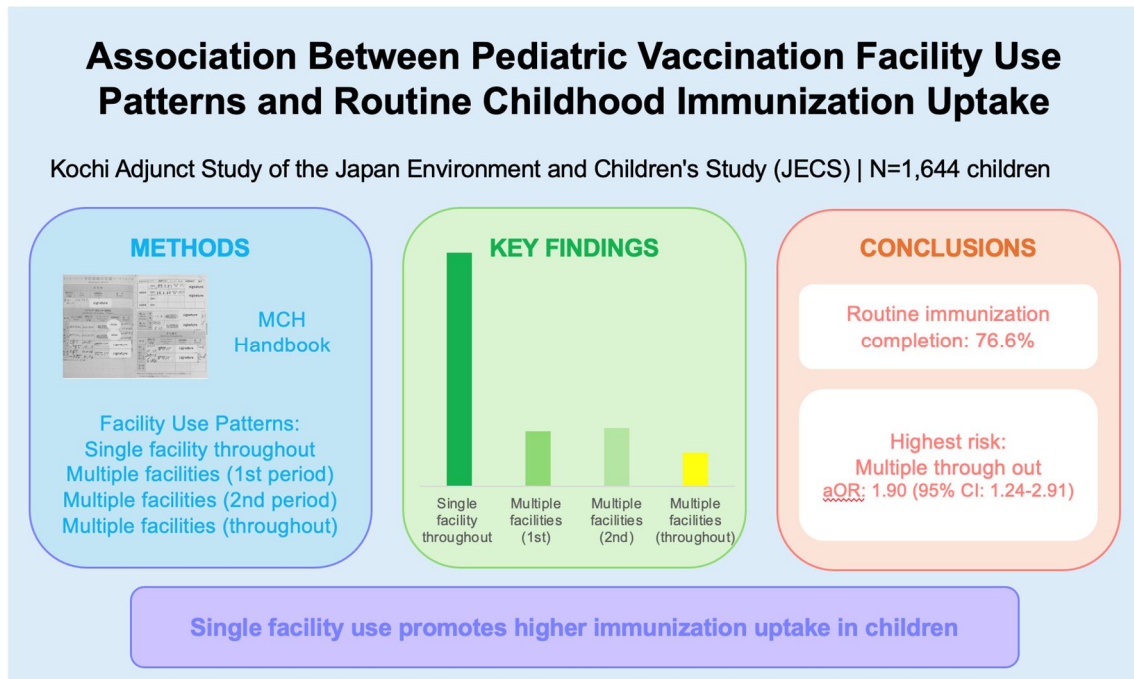 Association Between Pediatric Vaccination Facility Use
Patterns and Routine Childhood Immunization Uptake
Kochi Adjunct Study of the Japan Environment and Children's Study (JECS) | N=1,644 children
METHODS
MCH
Handbook
Facility Use Patterns:
Single facility throughout
Multiple facilities (1st period)
Multiple facilities (2nd period)
Multiple facilities (throughout)
KEY FINDINGS
Single
facility
throughout
Multiple
facilities
(1st)
Multiple
facilities
(2nd)
Multiple
facilities
(throughout)
CONCLUSIONS
Routine immunization
completion: 76.6%
Highest risk:
Multiple through out
aOR: 1.90 (95% CI: 1.24-2.91)
Single facility use promotes higher immunization uptake in children